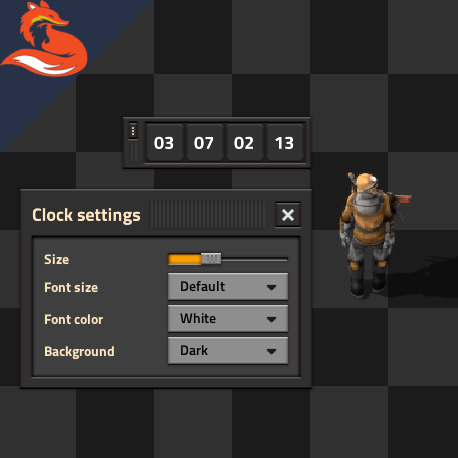 03 07 02 13
Clock settings
Size
Font size Default
Font color White
Background Dark